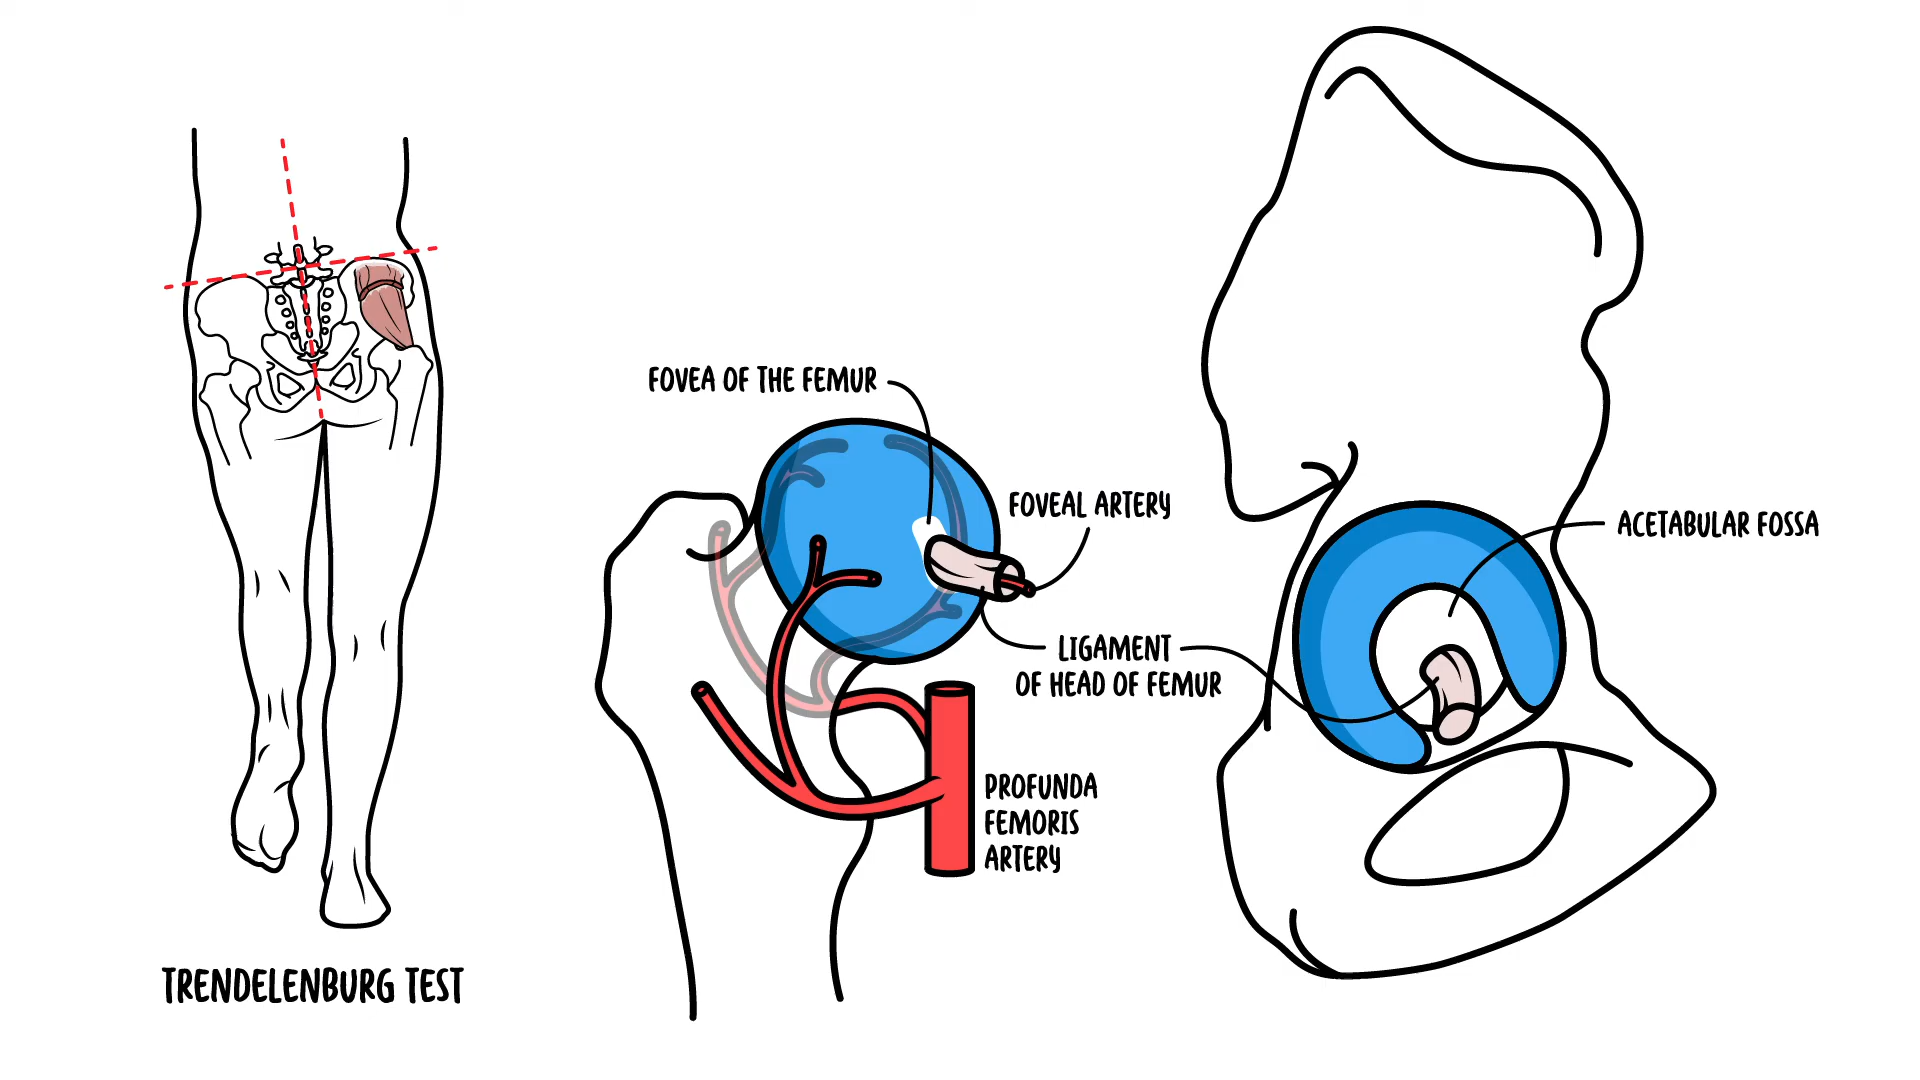 FOVEA OF THE FEMUR
FOVEAL ARTERY
ACETABULAR FOSSA
LIGAMENT
OF HEAD OF FEMUR
PROFUNDA
FEMORIS
ARTERY
TRENDELENBURG TEST